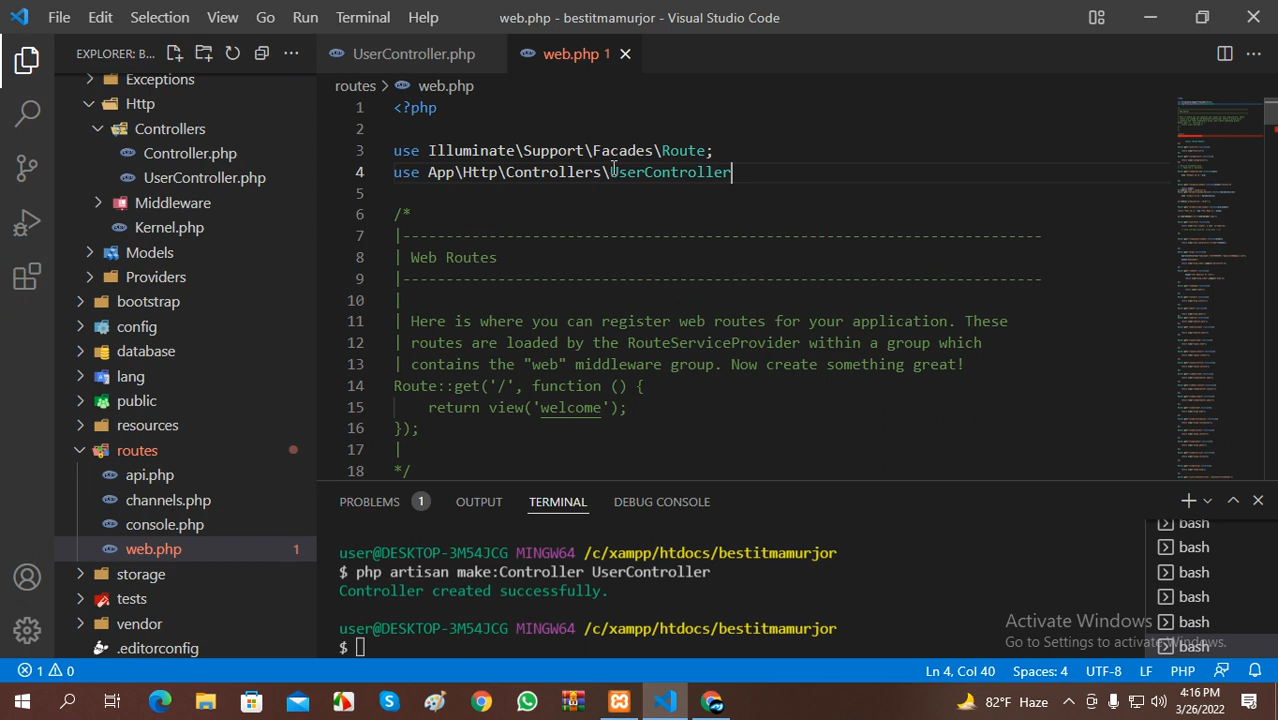 File Edit Selection View Go Run Terminal Help
web.php - bestitmamurjor - Visual Studio Code
EXPLORER: B... ···
UserController.php
web.php 1
Exceptions
Http
Controllers
Controller.php
UserController.php
Middleware
Kernel.php
Models
Providers
bootstrap
config
database
lang
public
resources
routes
api.php
channels.php
console.php
web.php 1
storage
tests
vendor
.editorconfig
routes > web.php
1 <?php
2
3 use Illuminate\Support\Facades\Route;
4 use App\Http\Controllers\UserController
5
6 /*
7 |--------------------------------------------------------------------------
8 | Web Routes
9 |--------------------------------------------------------------------------
10 |
11 | Here is where you can register web routes for your application. These
12 | routes are loaded by the RouteServiceProvider within a group which
13 | contains the "web" middleware group. Now create something great!
14 Route::get('/', function () {
15 return view('welcome');
16 });
17 |
18 */
PROBLEMS 1 OUTPUT TERMINAL DEBUG CONSOLE
user@DESKTOP-3M54JCG MINGW64 /c/xampp/htdocs/bestitmamurjor
$ php artisan make:Controller UserController
Controller created successfully.
user@DESKTOP-3M54JCG MINGW64 /c/xampp/htdocs/bestitmamurjor
$
bash
bash
bash
bash
bash
bash
Activate Windows
Go to Settings to activate Windows.
1 0
Ln 4, Col 40 Spaces: 4 UTF-8 LF PHP
82°F Haze
4:16 PM
3/26/2022